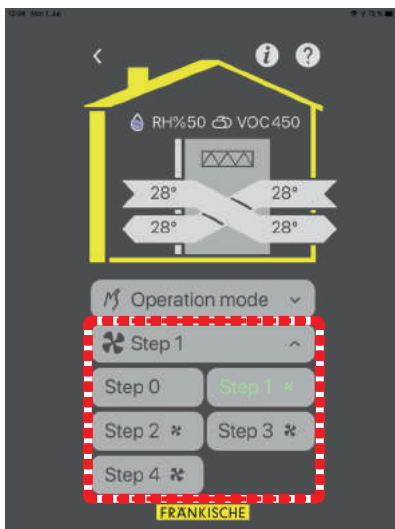 RH%50 VOC450
28° 28°
28° 28°
Operation mode
Step 1
Step 0 Step 1
Step 2 Step 3
Step 4
FRÄNKISCHE